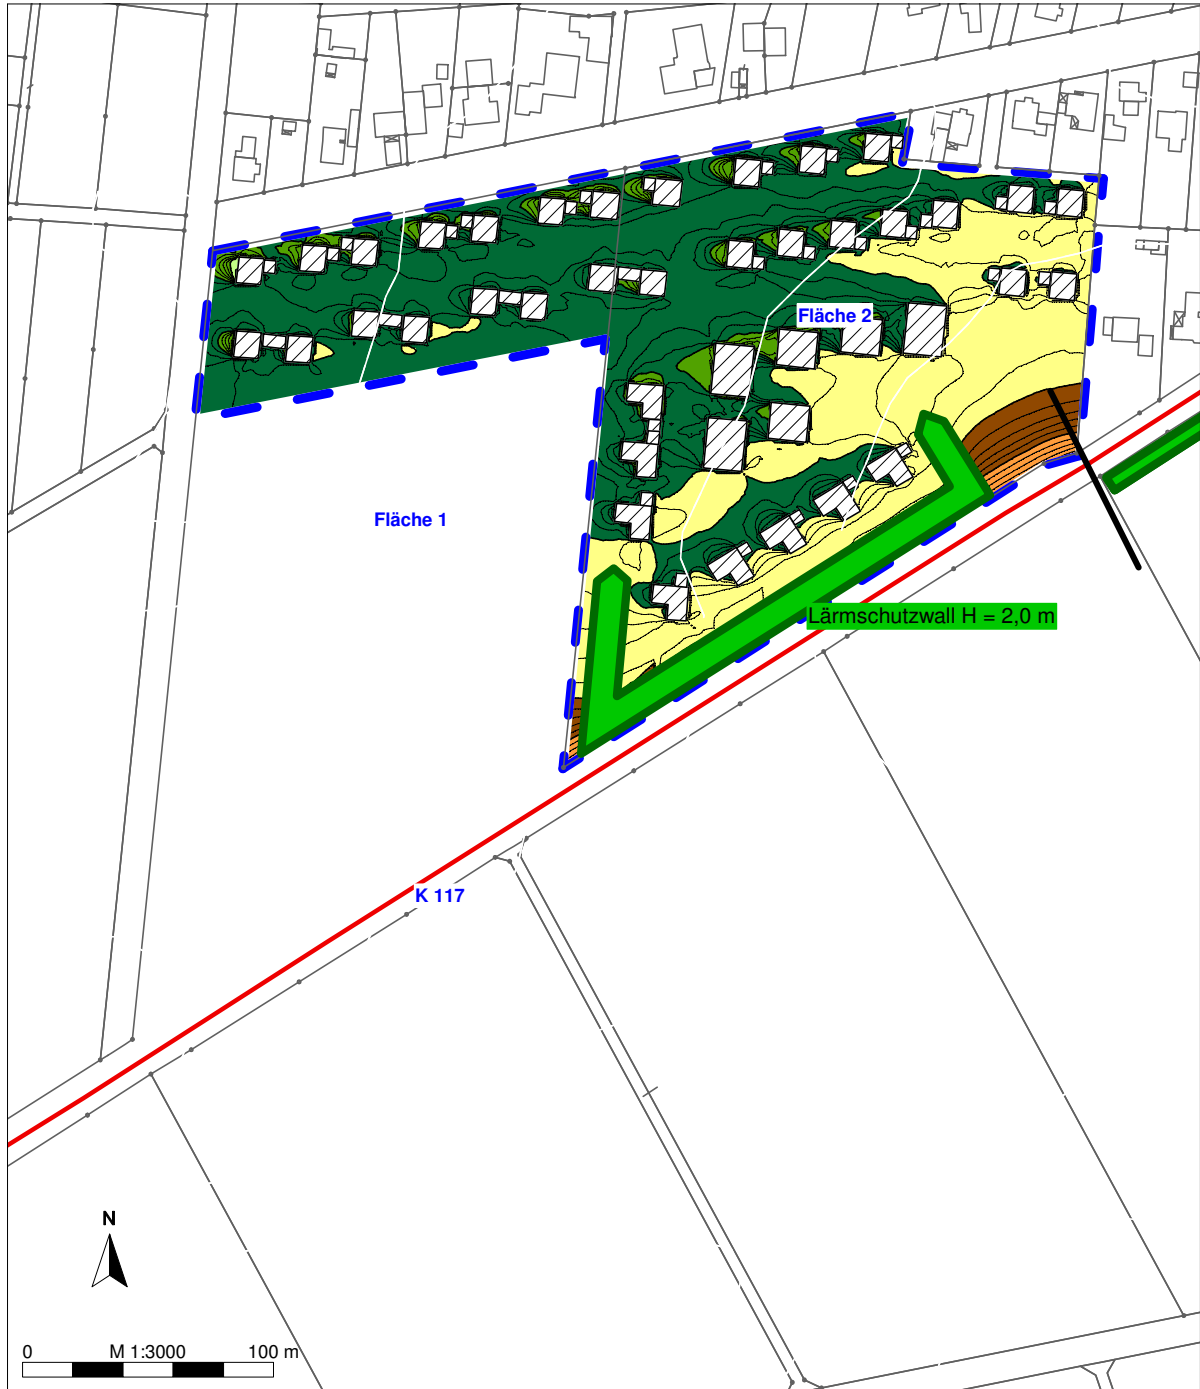 Fläche 2
Fläche 1
Lärmschutzwall H = 2,0 m
K 117
N
0 M 1:3000 100 m